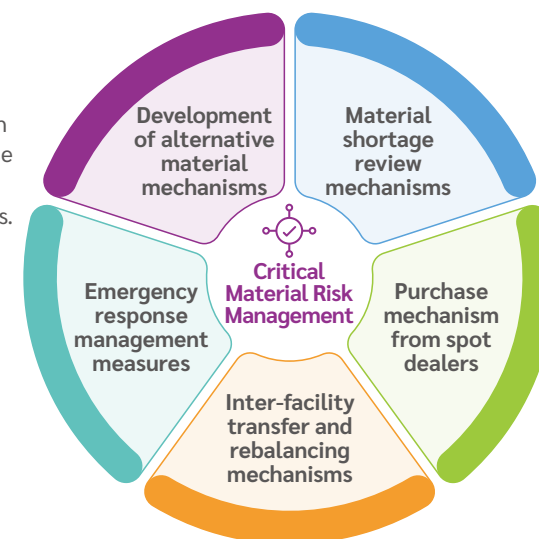 Development
of alternative
material
mechanisms
Material
shortage
review
mechanisms
Critical
Material Risk
Management
Emergency
response
management
measures
Purchase
mechanism
from spot
dealers
Inter-facility
transfer and
rebalancing
mechanisms